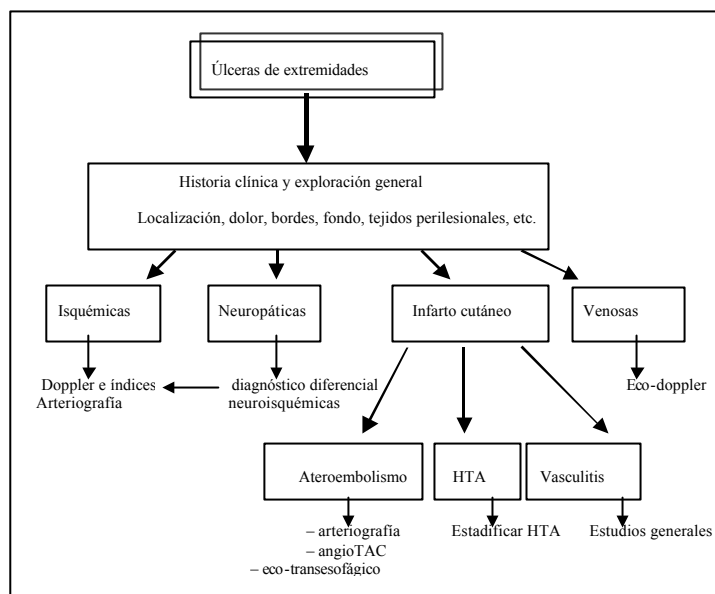 Úlceras de extremidades
Historia clínica y exploración general
Localización, dolor, bordes, fondo, tejidos perilesionales, etc.
Isquémicas
Neuropáticas
Infarto cutáneo
Venosas
Doppler e índices
Arteriografía
diagnóstico diferencial
neuroisquémicas
Eco-doppler
Ateroembolismo
HTA
Vasculitis
– arteriografía
– angioTAC
– eco-transesofágico
Estadificar HTA
Estudios generales